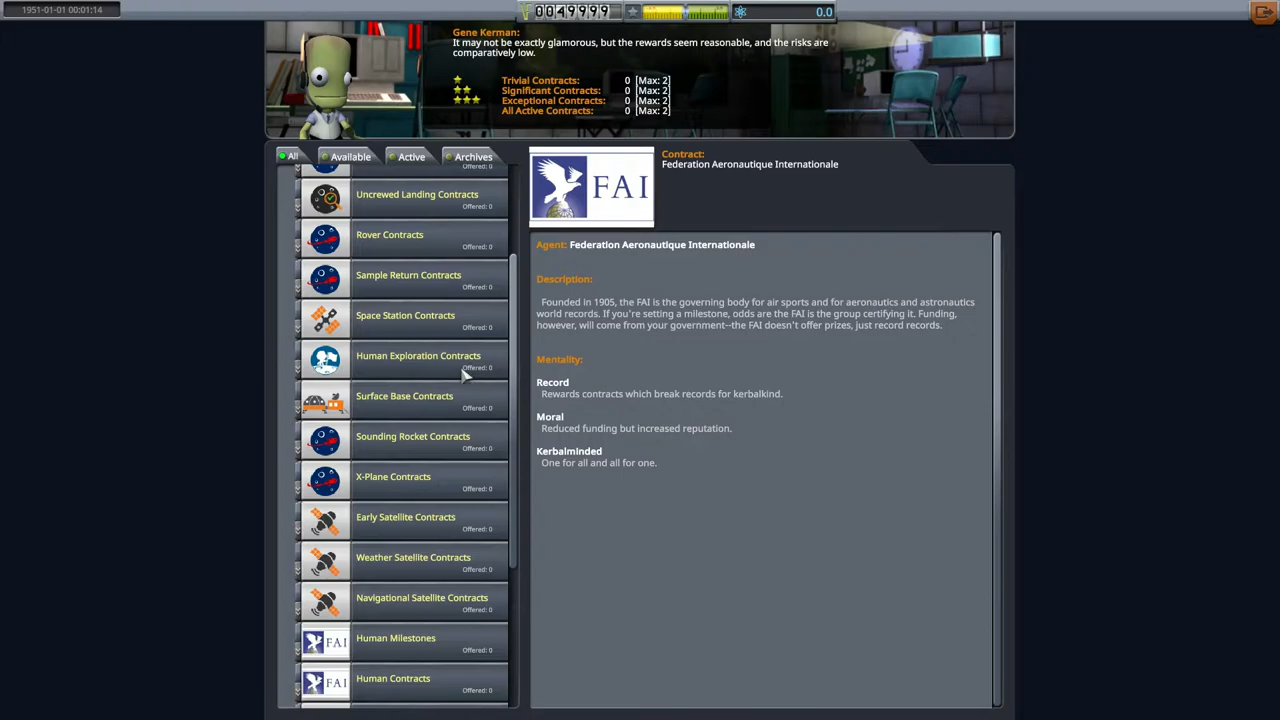 1951-01-01 00:01:14
0049999
0.0
Gene Kerman:
It may not be exactly glamorous, but the rewards seem reasonable, and the risks are
comparatively low.
Trivial Contracts: 0 [Max: 2]
Significant Contracts: 0 [Max: 2]
Exceptional Contracts: 0 [Max: 2]
All Active Contracts: 0 [Max: 2]
All
Available
Active
Archives
Offered: 0
Uncrewed Landing Contracts
Offered: 0
Rover Contracts
Offered: 0
Sample Return Contracts
Offered: 0
Space Station Contracts
Offered: 0
Human Exploration Contracts
Offered: 0
Surface Base Contracts
Offered: 0
Sounding Rocket Contracts
Offered: 0
X-Plane Contracts
Offered: 0
Early Satellite Contracts
Offered: 0
Weather Satellite Contracts
Offered: 0
Navigational Satellite Contracts
Offered: 0
FAI
Human Milestones
Offered: 0
FAI
Human Contracts
Offered: 0
FAI
Contract:
Federation Aeronautique Internationale
Agent: Federation Aeronautique Internationale
Description:
Founded in 1905, the FAI is the governing body for air sports and for aeronautics and astronautics
world records. If you're setting a milestone, odds are the FAI is the group certifying it. Funding,
however, will come from your government--the FAI doesn't offer prizes, just record records.
Mentality:
Record
Rewards contracts which break records for kerbalkind.
Moral
Reduced funding but increased reputation.
Kerbalminded
One for all and all for one.